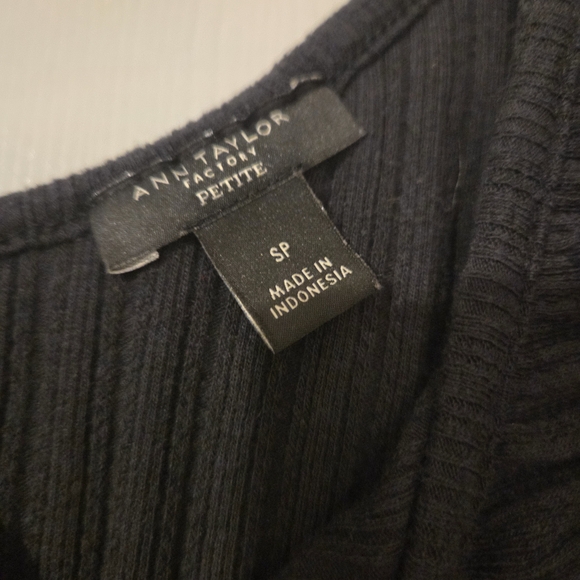 ANN TAYLOR
FACTORY
PETITE
SP
MADE IN
INDONESIA